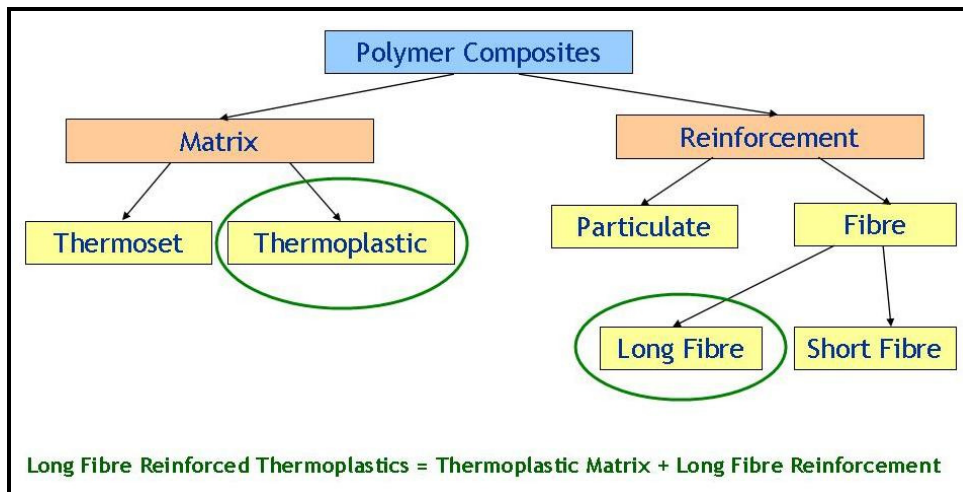 Polymer Composites
Matrix
Reinforcement
Thermoset
Thermoplastic
Particulate
Fibre
Long Fibre
Short Fibre
Long Fibre Reinforced Thermoplastics = Thermoplastic Matrix + Long Fibre Reinforcement